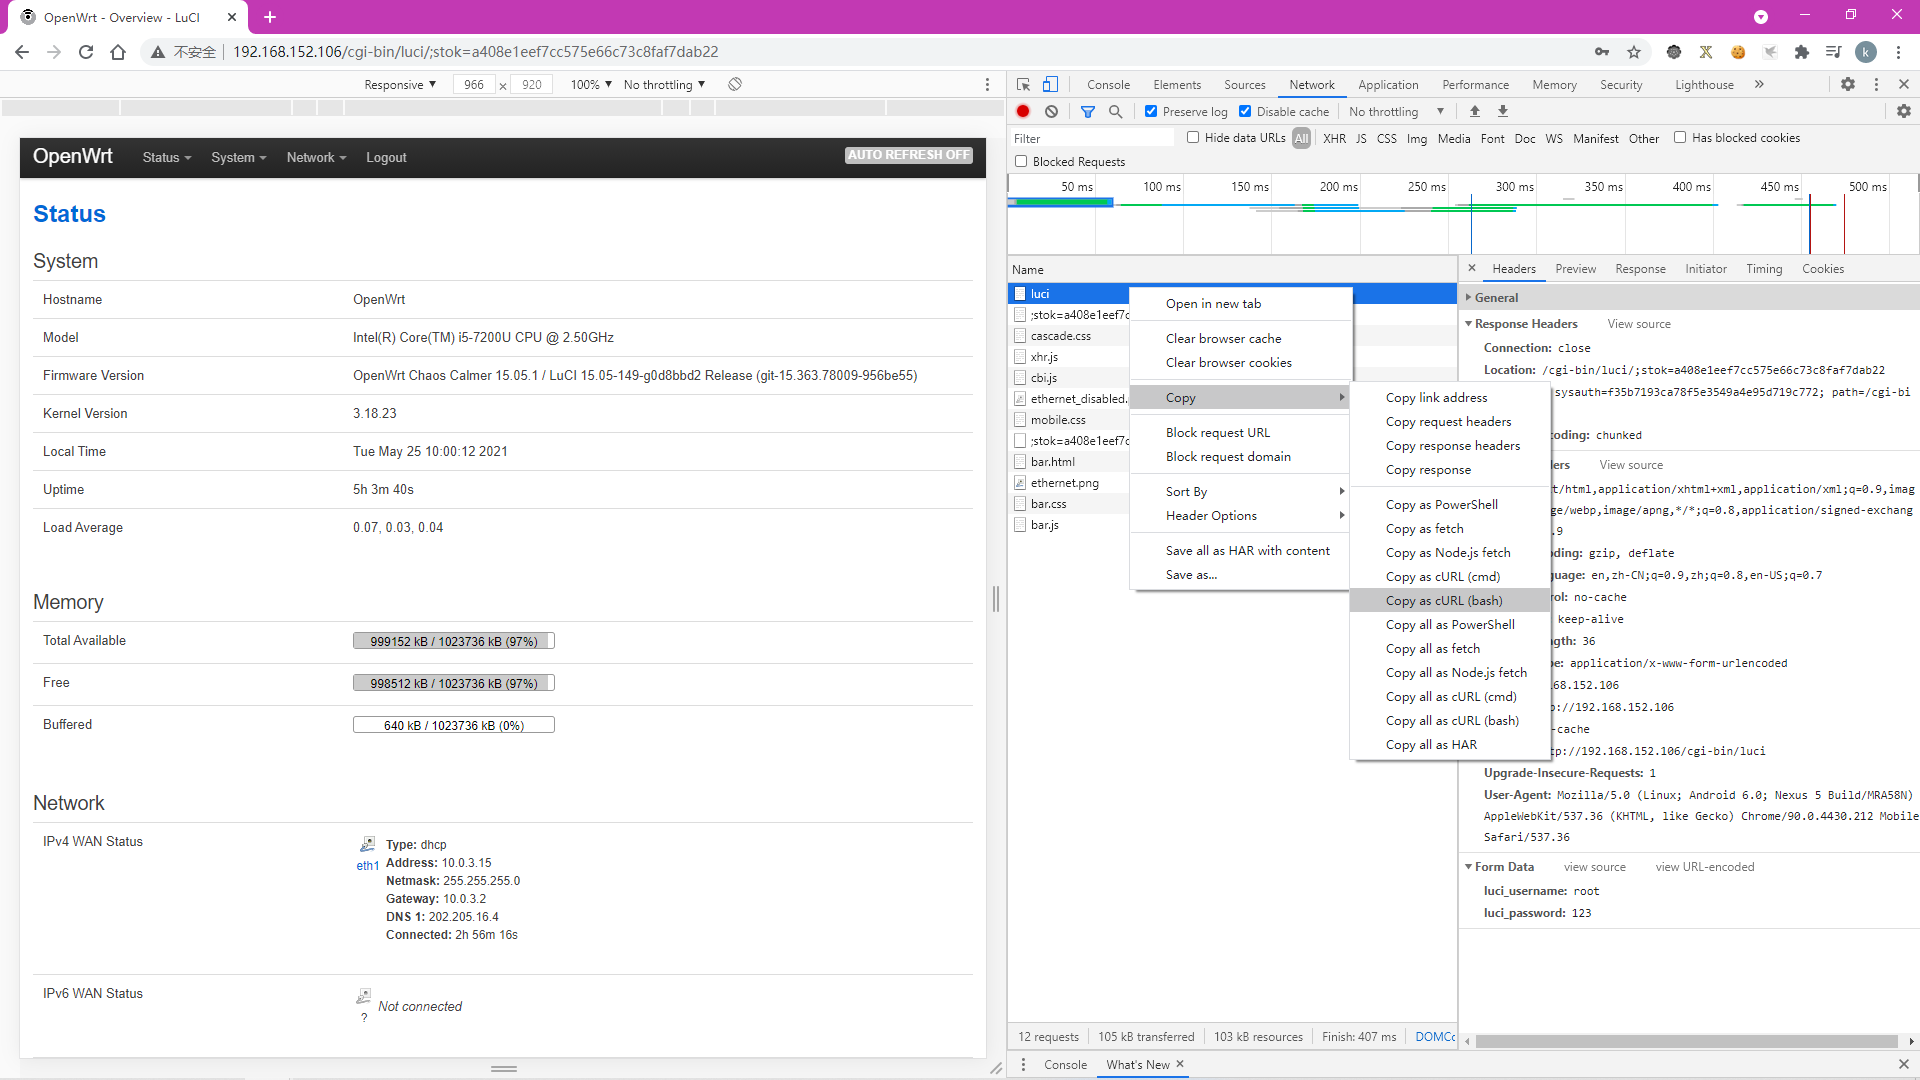 OpenWrt - Overview - LuCI
不安全 192.168.152.106/cgi-bin/luci/;stok=a408e1eef7cc575e66c73c8faf7dab22
k
Responsive 966 x 920 100% No throttling
OpenWrt Status System Network Logout AUTO REFRESH OFF
Status
System
Hostname OpenWrt
Model Intel(R) Core(TM) i5-7200U CPU @ 2.50GHz
Firmware Version OpenWrt Chaos Calmer 15.05.1 / LuCI 15.05-149-g0d8bbd2 Release (git-15.363.78009-956be55)
Kernel Version 3.18.23
Local Time Tue May 25 10:00:12 2021
Uptime 5h 3m 40s
Load Average 0.07, 0.03, 0.04
Memory
Total Available 999152 kB / 1023736 kB (97%)
Free 998512 kB / 1023736 kB (97%)
Buffered 640 kB / 1023736 kB (0%)
Network
IPv4 WAN Status
eth1
Type: dhcp
Address: 10.0.3.15
Netmask: 255.255.255.0
Gateway: 10.0.3.2
DNS 1: 202.205.16.4
Connected: 2h 56m 16s
IPv6 WAN Status
? Not connected
Console Elements Sources Network Application Performance Memory Security Lighthouse
Preserve log Disable cache No throttling
Filter Hide data URLs All XHR JS CSS Img Media Font Doc WS Manifest Other Has blocked cookies
Blocked Requests
50 ms 100 ms 150 ms 200 ms 250 ms 300 ms 350 ms 400 ms 450 ms 500 ms
Name
luci
;stok=a408e1eef7c
cascade.css
xhr.js
cbi.js
ethernet_disabled.
mobile.css
;stok=a408e1eef7c
bar.html
ethernet.png
bar.css
bar.js
Open in new tab
Clear browser cache
Clear browser cookies
Copy
Block request URL
Block request domain
Sort By
Header Options
Save all as HAR with content
Save as...
Copy link address
Copy request headers
Copy response headers
Copy response
Copy as PowerShell
Copy as fetch
Copy as Node.js fetch
Copy as cURL (cmd)
Copy as cURL (bash)
Copy all as PowerShell
Copy all as fetch
Copy all as Node.js fetch
Copy all as cURL (cmd)
Copy all as cURL (bash)
Copy all as HAR
Headers Preview Response Initiator Timing Cookies
General
Response Headers View source
Connection: close
Location: /cgi-bin/luci/;stok=a408e1eef7cc575e66c73c8faf7dab22
sysauth=f35b7193ca78f5e3549a4e95d719c772; path=/cgi-bi
coding: chunked
ders View source
t/html,application/xhtml+xml,application/xml;q=0.9,imag
ge/webp,image/apng,*/*;q=0.8,application/signed-exchang
.9
oding: gzip, deflate
guage: en,zh-CN;q=0.9,zh;q=0.8,en-US;q=0.7
rol: no-cache
keep-alive
ngth: 36
pe: application/x-www-form-urlencoded
68.152.106
p://192.168.152.106
-cache
tp://192.168.152.106/cgi-bin/luci
Upgrade-Insecure-Requests: 1
User-Agent: Mozilla/5.0 (Linux; Android 6.0; Nexus 5 Build/MRA58N)
AppleWebKit/537.36 (KHTML, like Gecko) Chrome/90.0.4430.212 Mobile
Safari/537.36
Form Data view source view URL-encoded
luci_username: root
luci_password: 123
12 requests 105 kB transferred 103 kB resources Finish: 407 ms DOMCo
Console What's New